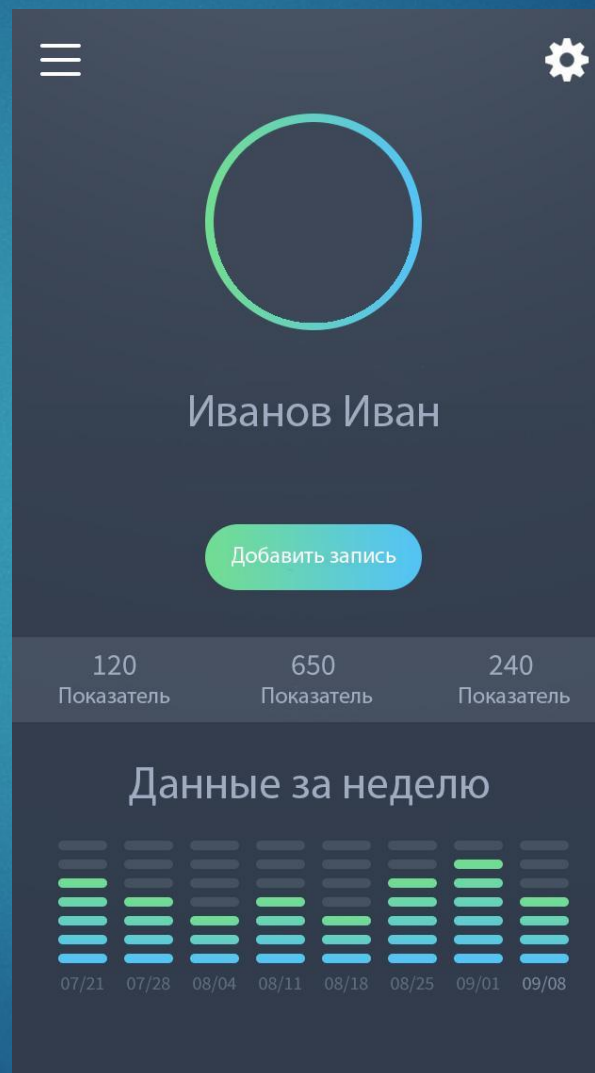 Иванов Иван
Добавить запись
120 650 240
Показатель Показатель Показатель
Данные за неделю
07/21 07/28 08/04 08/11 08/18 08/25 09/01 09/08